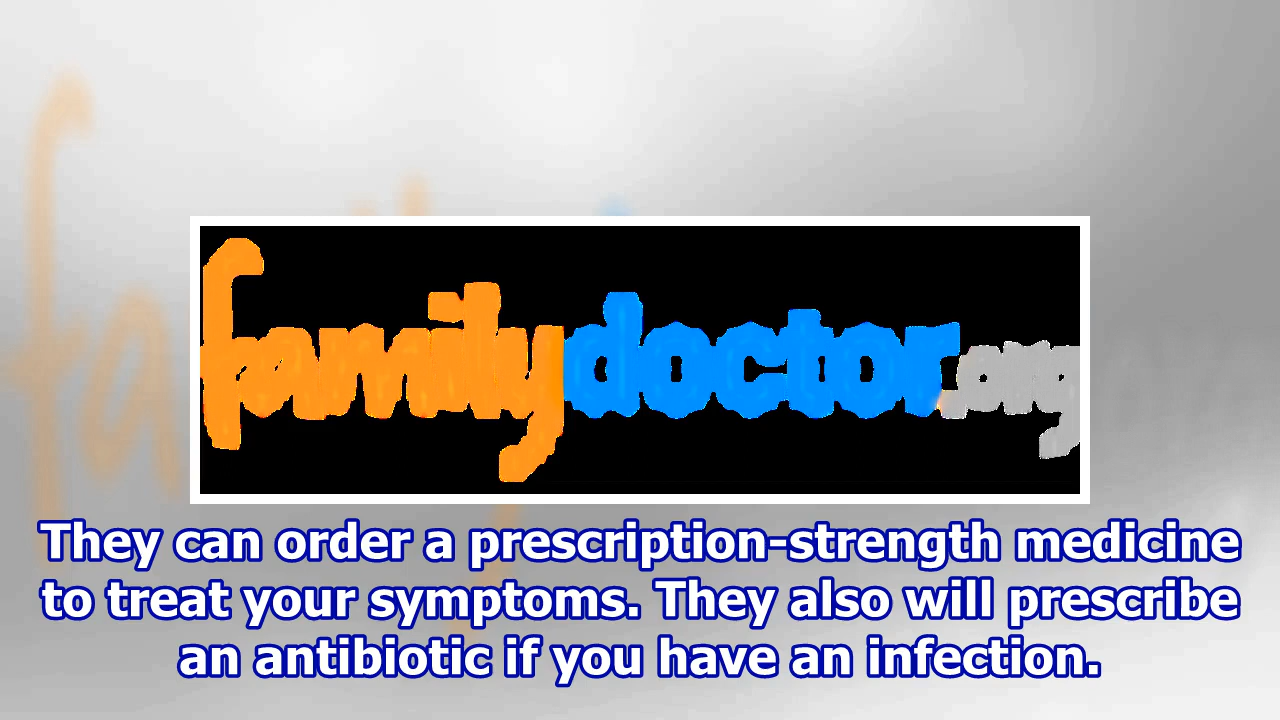 familydoctor.org
They can order a prescription-strength medicine
to treat your symptoms. They also will prescribe
an antibiotic if you have an infection.